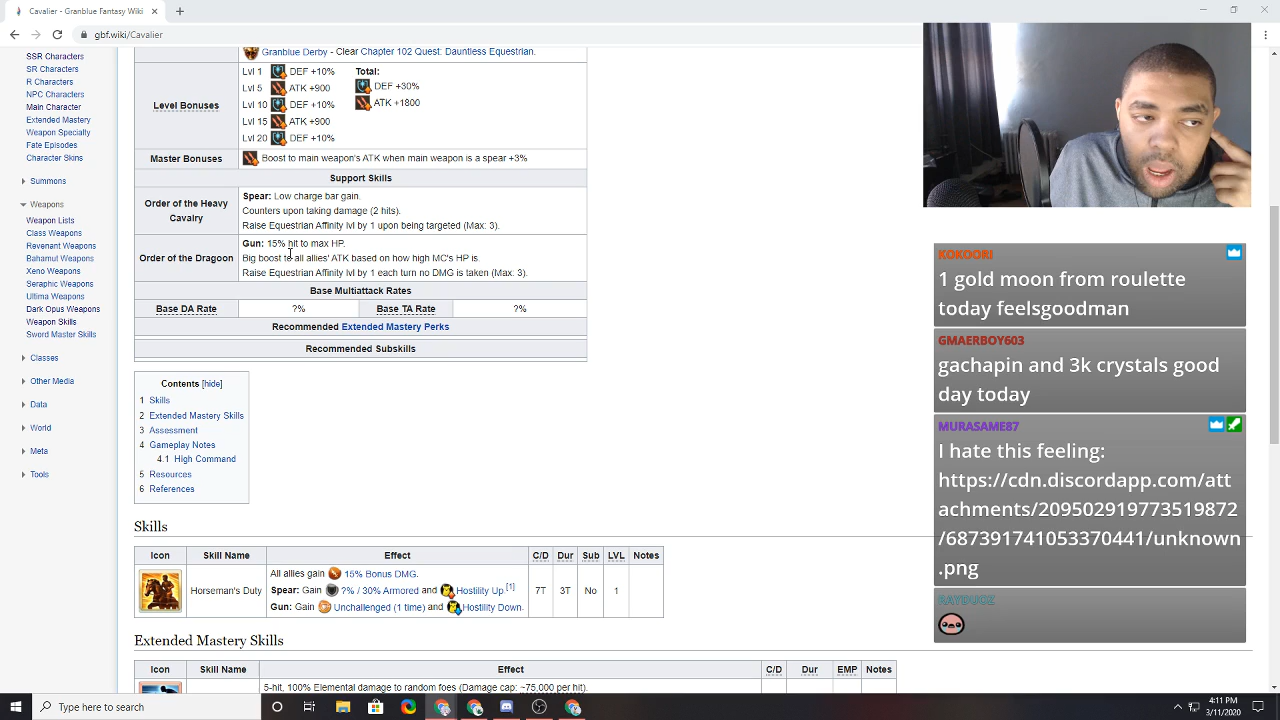 Cavalier - Granblue Fantasy Wiki
gbf.wiki/Cavalier
SSR Characters
SR Characters
R Characters
NPC Characters
Main Character
Extended Mastery
Weapon Specialty
Fate Episodes
Character Skins
Summons
Weapons
Weapon Lists
Class Weapons
Revenant Weapons
Bahamut Weapons
Xeno Weapons
Seraphic Weapons
Ultima Weapons
Dark Opus Weapons
Weapon Skills
Sword Master Skills
Classes
Other Media
Data
World
Meta
Tools
Granblue Derby - Clear Chapter 102 Quest: Dauntless Equestrian.
Level Bonuses
Lvl 1 DEF +10%
Lvl 5 ATK +900
Lvl 10 DEF +10%
Lvl 15 ATK +900
Lvl 20 DEF +10%
Total:
DEF +30%
ATK +1800
Master Bonuses
Boost to main weapon's ATK when main weapon is a spear +3%
Support Skills
Order of the Heavy Cavalry
Spear: Low charge bar gain.
Counters upon taking damage (2 hits).
Raise Equestrian Affinity lvl by 1 upon being targeted (Max: 3).
Order of the Dragoon
Gun: 15% hit to max HP.
Big boost to allies' ATK based on how high MC's HP is.
Raise Equestrian Affinity lvl by 1 each turn no DMG is taken (Max: 3).
Base Multiattack Rates
Base DA Rate ?% Base TA Rate ?%
Recommended Extended Mastery Perks
Recommended Subskills
Contents [hide]
1 Skills
2 Extended Mastery Skills
3 Assessment
4 Gameplay Notes
4.1 High Command
5 Resources
6 References
Skills
Icon Skill Name Effect C/D Dur Sub LVL Notes
Horseman's Duty
All allies gain 15% Bonus DMG.
Spear: Gain ?% / 30% Armored and Hostility Up.[1]
Gun: Gain Unchallenged (1 time) and Hostility Down.
7T 3T No 1
Extended Mastery Skills
Icon Skill Name Effect C/D Dur EMP Notes
5-hit, 100% Elemental damage to random foes (Damage ~75,000 per hit).
KOKOORI
1 gold moon from roulette
today feelsgoodman
GMAERBOY603
gachapin and 3k crystals good
day today
MURASAME87
I hate this feeling:
https://cdn.discordapp.com/att
achments/209502919773519872
/687391741053370441/unknown
.png
Type here to search
4:11 PM
3/11/2020